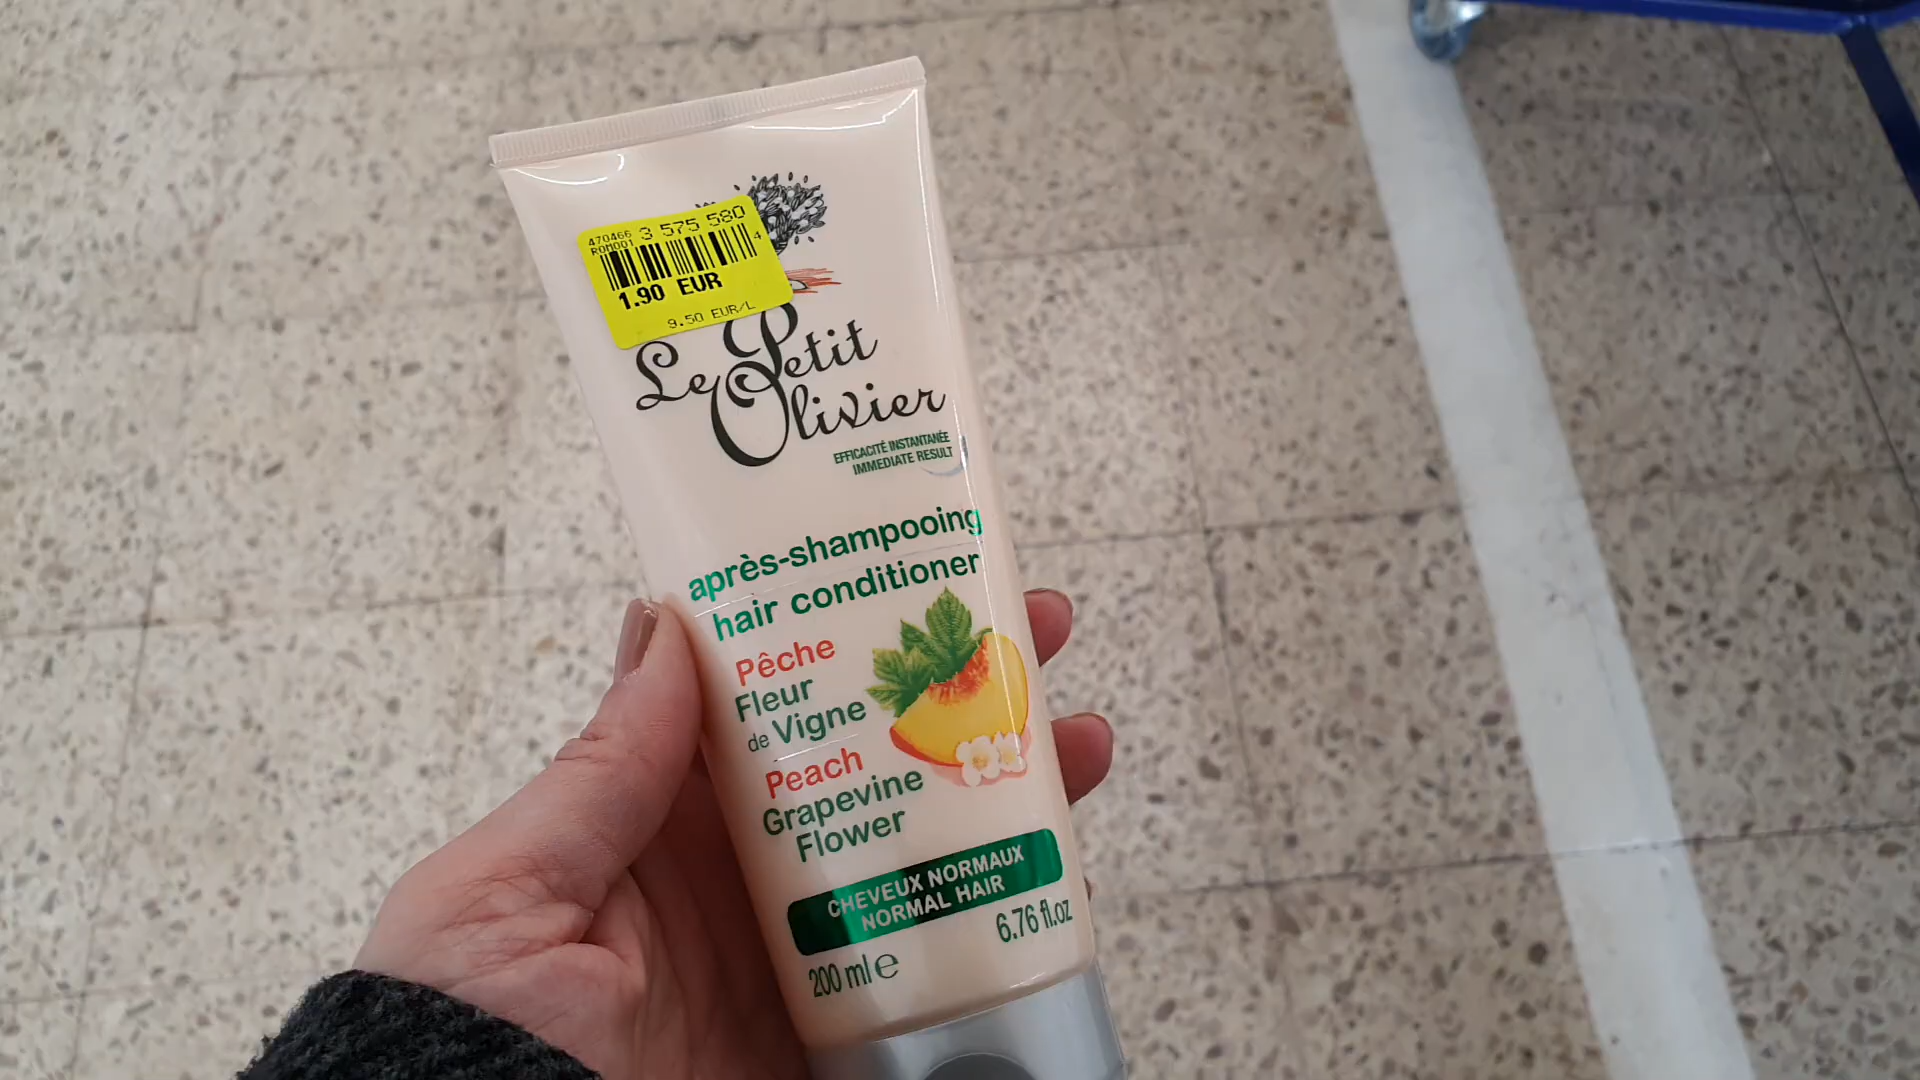 470466 3 575 580
ROM001
4
1.90 EUR
9.50 EUR/L
Le Petit
Olivier
EFFICACITÉ INSTANTANÉE
IMMEDIATE RESULT
après-shampooing
hair conditioner
Pêche
Fleur
de Vigne
Peach
Grapevine
Flower
CHEVEUX NORMAUX
NORMAL HAIR
200 ml e
6.76 fl.oz